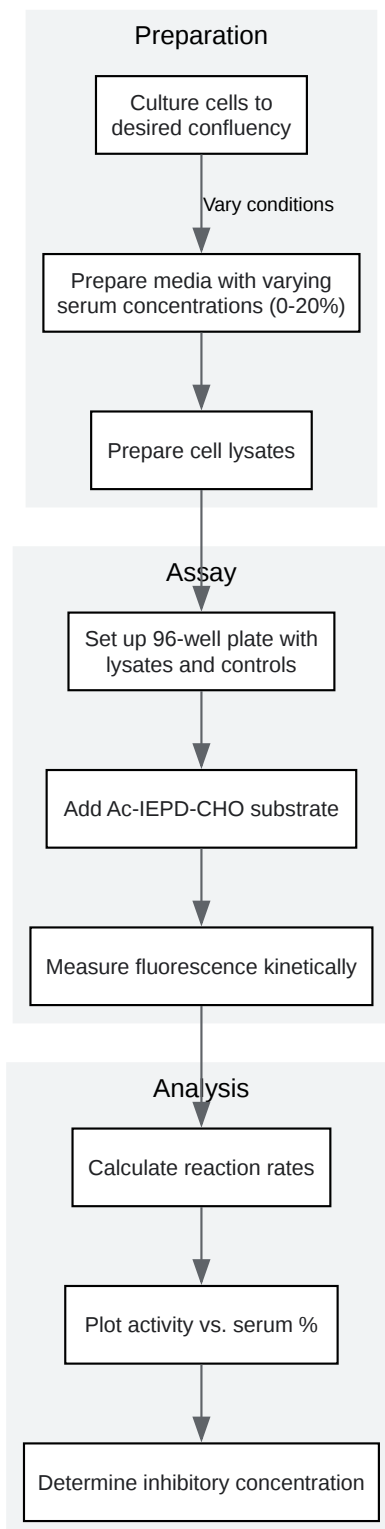 Preparation
Culture cells to
desired confluency
Vary conditions
Prepare media with varying
serum concentrations (0-20%)
Prepare cell lysates
Assay
Set up 96-well plate with
lysates and controls
Add Ac-IEPD-CHO substrate
Measure fluorescence kinetically
Analysis
Calculate reaction rates
Plot activity vs. serum %
Determine inhibitory concentration